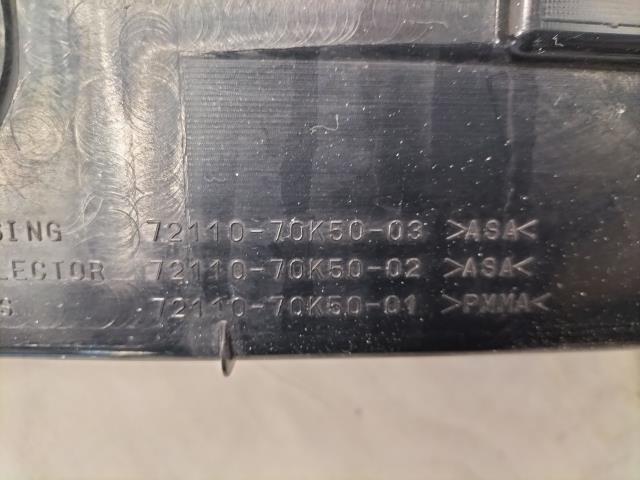 SING 72110-70K50-03 >ASA<
LECTOR 72110-70K50-02 >ASA<
S 72110-70K50-01 >PMMA<